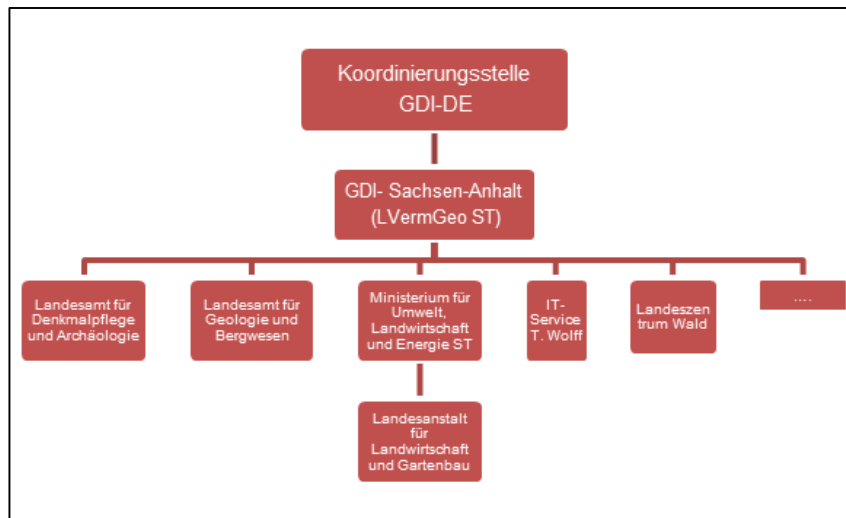 Koordinierungsstelle
GDI-DE
GDI- Sachsen-Anhalt
(LVermGeo ST)
Landesamt für
Denkmalpflege
und Archäologie
Landesamt für
Geologie und
Bergwesen
Ministerium für
Umwelt,
Landwirtschaft
und Energie ST
IT-
Service
T. Wolff
Landeszen
trum Wald
....
Landesanstalt
für
Landwirtschaft
und Gartenbau